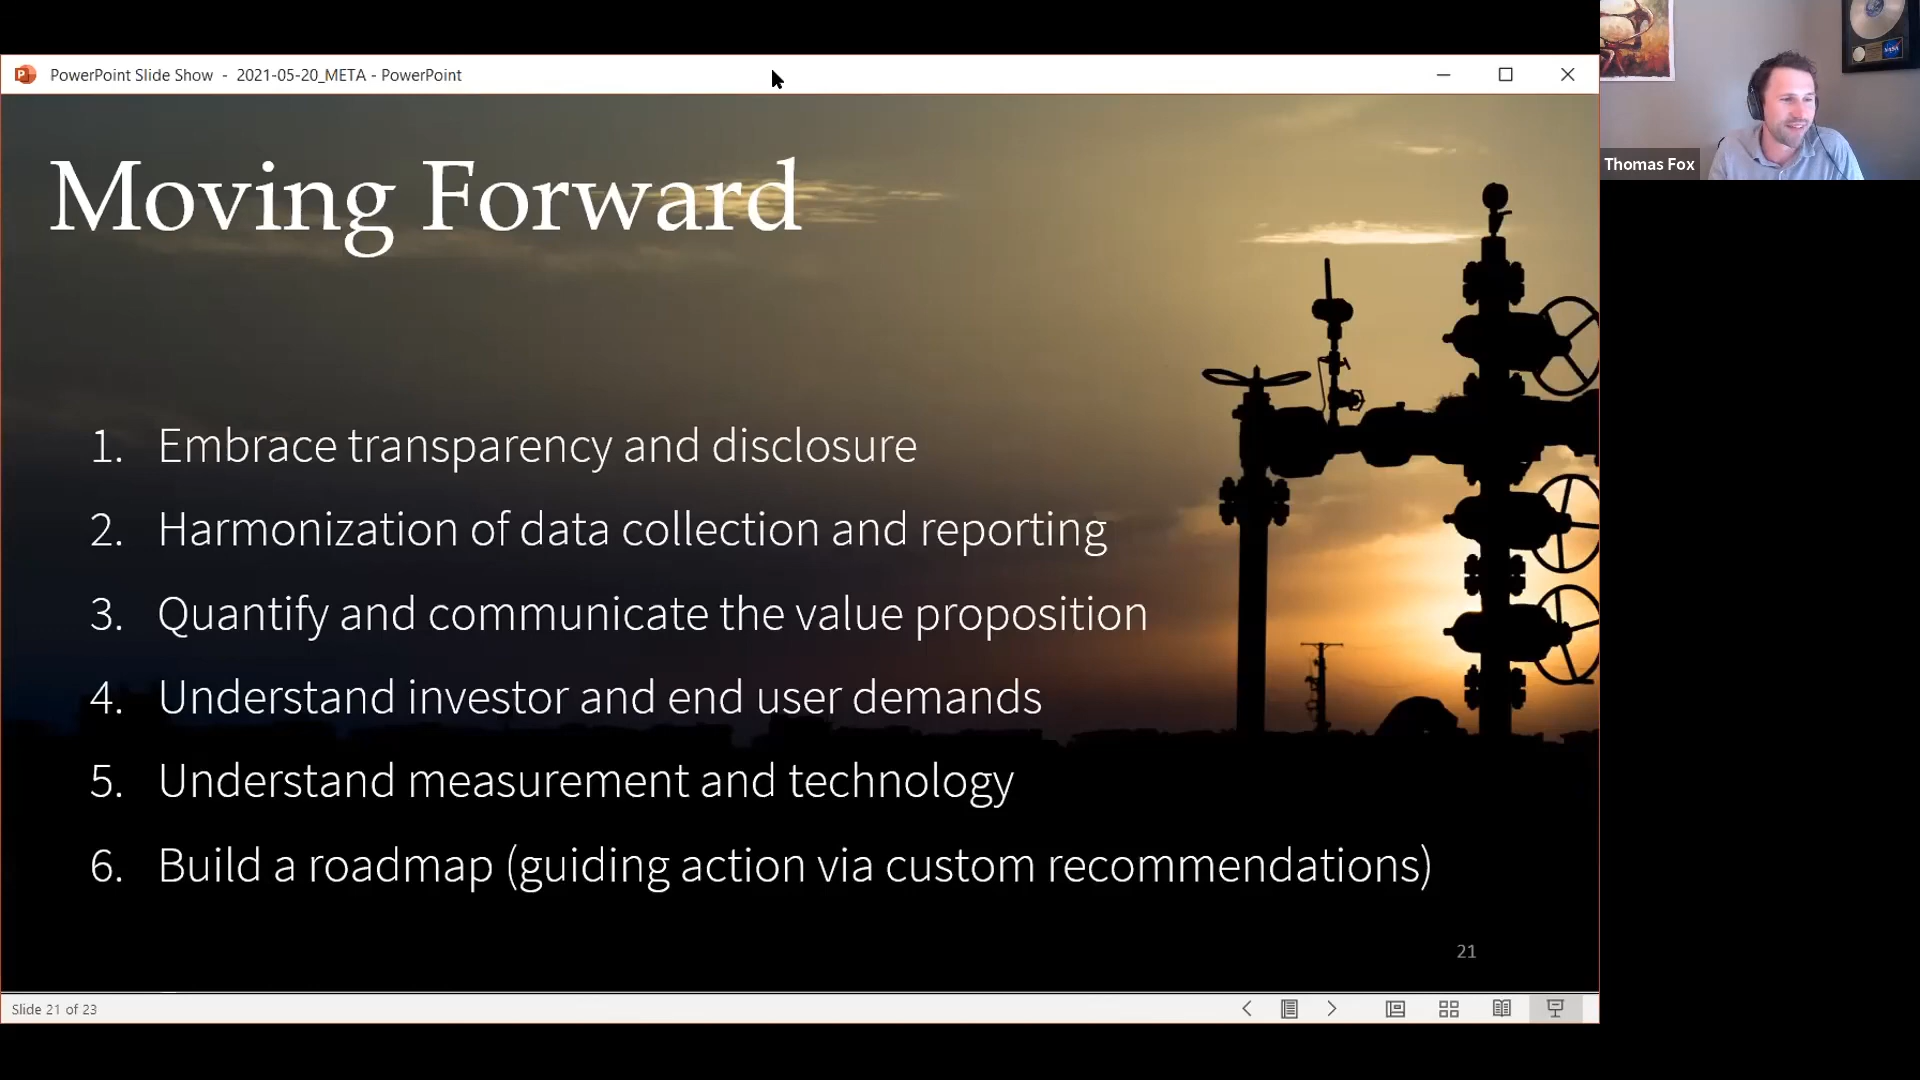 PowerPoint Slide Show - 2021-05-20_META - PowerPoint
Thomas Fox
NASA
Moving Forward
1. Embrace transparency and disclosure
2. Harmonization of data collection and reporting
3. Quantify and communicate the value proposition
4. Understand investor and end user demands
5. Understand measurement and technology
6. Build a roadmap (guiding action via custom recommendations)
21
Slide 21 of 23